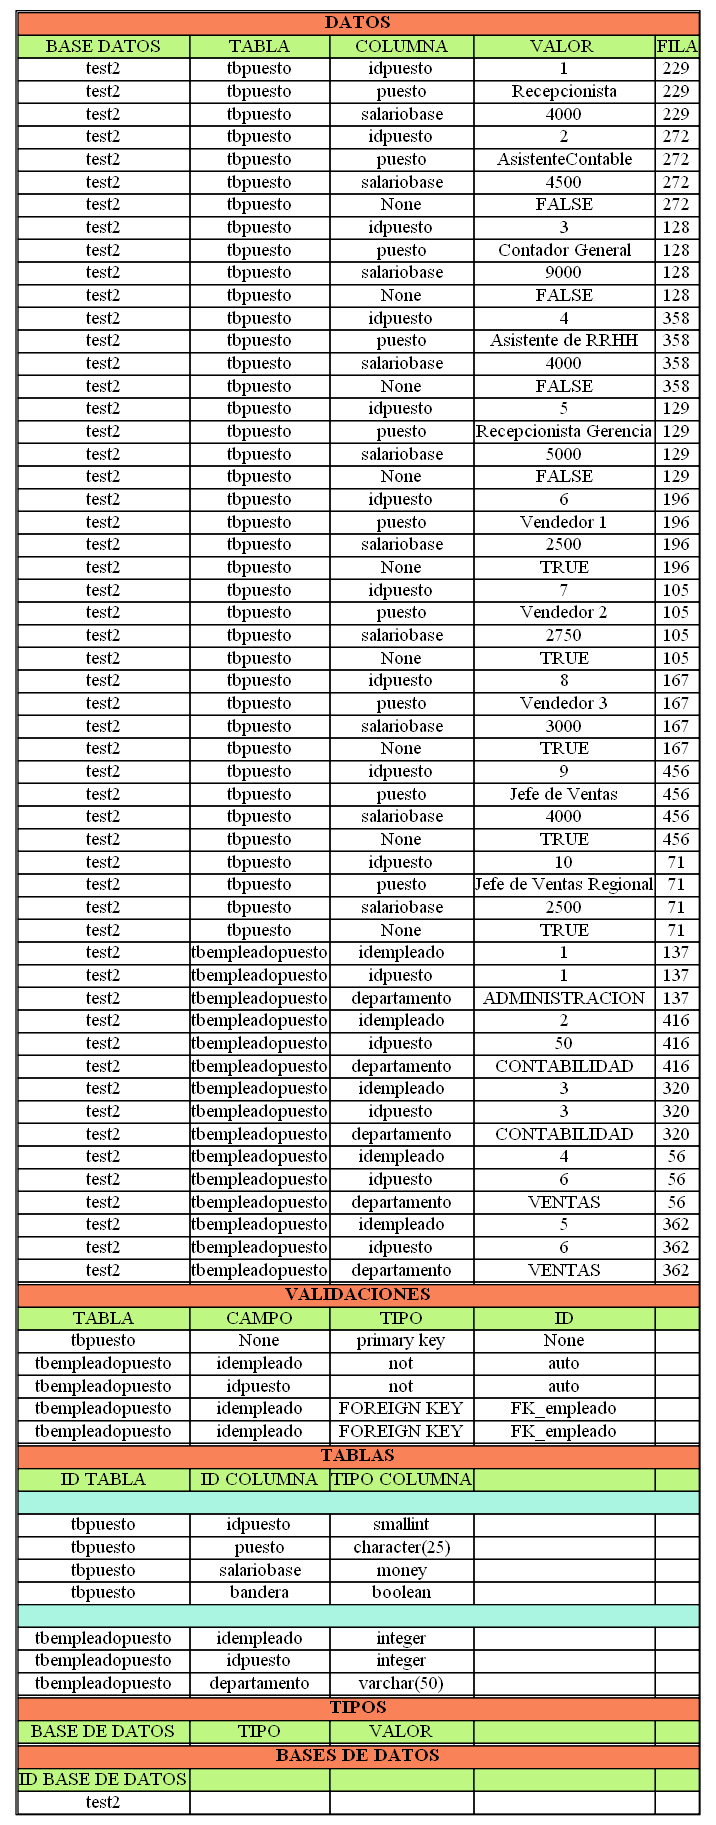 DATOS
BASE DATOS TABLA COLUMNA VALOR FILA
test2 tbpuesto idpuesto 1 229
test2 tbpuesto puesto Recepcionista 229
test2 tbpuesto salariobase 4000 229
test2 tbpuesto idpuesto 2 272
test2 tbpuesto puesto AsistenteContable 272
test2 tbpuesto salariobase 4500 272
test2 tbpuesto None FALSE 272
test2 tbpuesto idpuesto 3 128
test2 tbpuesto puesto Contador General 128
test2 tbpuesto salariobase 9000 128
test2 tbpuesto None FALSE 128
test2 tbpuesto idpuesto 4 358
test2 tbpuesto puesto Asistente de RRHH 358
test2 tbpuesto salariobase 4000 358
test2 tbpuesto None FALSE 358
test2 tbpuesto idpuesto 5 129
test2 tbpuesto puesto Recepcionista Gerencia 129
test2 tbpuesto salariobase 5000 129
test2 tbpuesto None FALSE 129
test2 tbpuesto idpuesto 6 196
test2 tbpuesto puesto Vendedor 1 196
test2 tbpuesto salariobase 2500 196
test2 tbpuesto None TRUE 196
test2 tbpuesto idpuesto 7 105
test2 tbpuesto puesto Vendedor 2 105
test2 tbpuesto salariobase 2750 105
test2 tbpuesto None TRUE 105
test2 tbpuesto idpuesto 8 167
test2 tbpuesto puesto Vendedor 3 167
test2 tbpuesto salariobase 3000 167
test2 tbpuesto None TRUE 167
test2 tbpuesto idpuesto 9 456
test2 tbpuesto puesto Jefe de Ventas 456
test2 tbpuesto salariobase 4000 456
test2 tbpuesto None TRUE 456
test2 tbpuesto idpuesto 10 71
test2 tbpuesto puesto Jefe de Ventas Regional 71
test2 tbpuesto salariobase 2500 71
test2 tbpuesto None TRUE 71
test2 tbempleadopuesto idempleado 1 137
test2 tbempleadopuesto idpuesto 1 137
test2 tbempleadopuesto departamento ADMINISTRACION 137
test2 tbempleadopuesto idempleado 2 416
test2 tbempleadopuesto idpuesto 50 416
test2 tbempleadopuesto departamento CONTABILIDAD 416
test2 tbempleadopuesto idempleado 3 320
test2 tbempleadopuesto idpuesto 3 320
test2 tbempleadopuesto departamento CONTABILIDAD 320
test2 tbempleadopuesto idempleado 4 56
test2 tbempleadopuesto idpuesto 6 56
test2 tbempleadopuesto departamento VENTAS 56
test2 tbempleadopuesto idempleado 5 362
test2 tbempleadopuesto idpuesto 6 362
test2 tbempleadopuesto departamento VENTAS 362
VALIDACIONES
TABLA CAMPO TIPO ID
tbpuesto None primary key None
tbempleadopuesto idempleado not auto
tbempleadopuesto idpuesto not auto
tbempleadopuesto idempleado FOREIGN KEY FK_empleado
tbempleadopuesto idempleado FOREIGN KEY FK_empleado
TABLAS
ID TABLA ID COLUMNA TIPO COLUMNA
tbpuesto idpuesto smallint
tbpuesto puesto character(25)
tbpuesto salariobase money
tbpuesto bandera boolean
tbempleadopuesto idempleado integer
tbempleadopuesto idpuesto integer
tbempleadopuesto departamento varchar(50)
TIPOS
BASE DE DATOS TIPO VALOR
BASES DE DATOS
ID BASE DE DATOS
test2